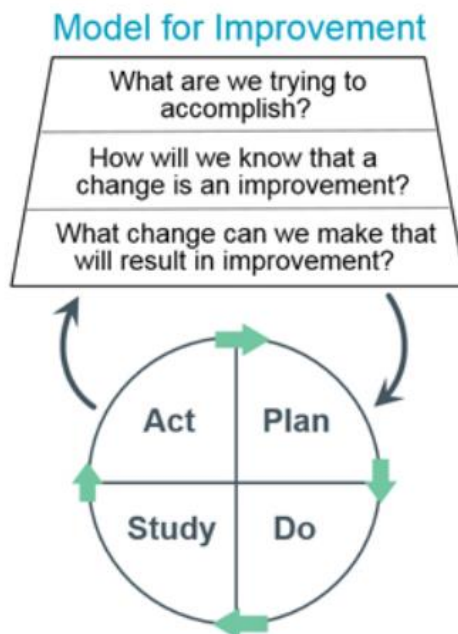 Model for Improvement
What are we trying to
accomplish?
How will we know that a
change is an improvement?
What change can we make that
will result in improvement?
Act
Plan
Study
Do